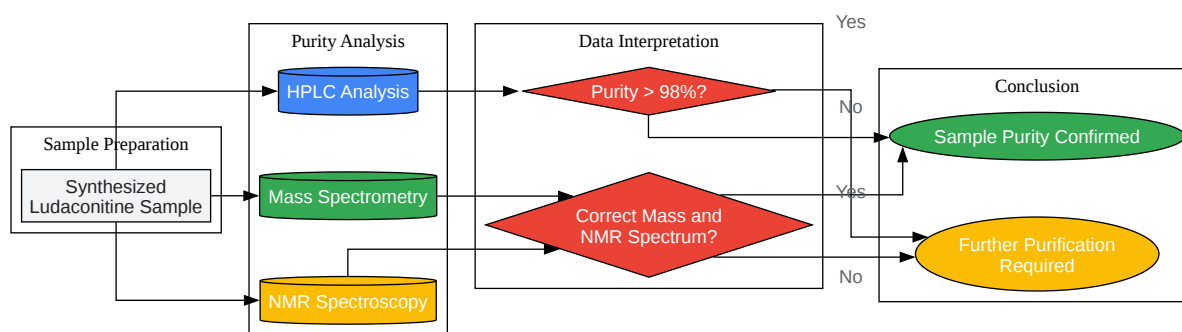 Yes
Purity Analysis
Data Interpretation
HPLC Analysis
Purity > 98%?
Conclusion
No
Sample Preparation
Sample Purity Confirmed
Synthesized
Ludaconitine Sample
Mass Spectrometry
Yes
Correct Mass and
NMR Spectrum?
Further Purification
Required
No
NMR Spectroscopy